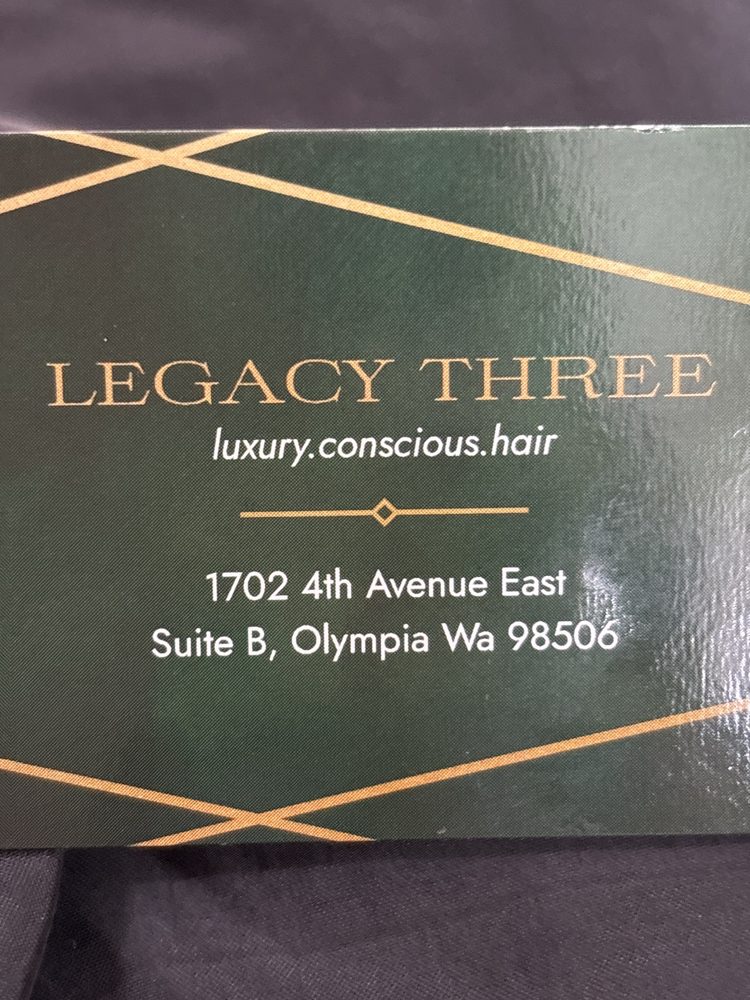 LEGACY THREE
luxury.conscious.hair
1702 4th Avenue East
Suite B, Olympia Wa 98506